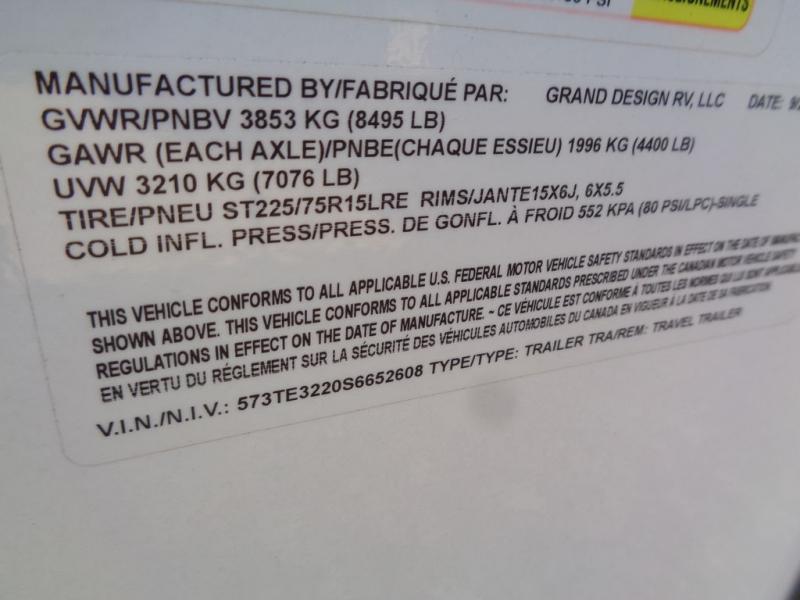 MANUFACTURED BY/FABRIQUÉ PAR: GRAND DESIGN RV, LLC DATE:
GVWR/PNBV 3853 KG (8495 LB)
GAWR (EACH AXLE)/PNBE(CHAQUE ESSIEU) 1996 KG (4400 LB)
UVW 3210 KG (7076 LB)
TIRE/PNEU ST225/75R15LRE RIMS/JANTE15X6J, 6X5.5
COLD INFL. PRESS/PRESS. DE GONFL. À FROID 552 KPA (80 PSI/LPC)-SINGLE
THIS VEHICLE CONFORMS TO ALL APPLICABLE U.S. FEDERAL MOTOR VEHICLE SAFETY STANDARDS IN EFFECT ON THE DATE OF
SHOWN ABOVE. THIS VEHICLE CONFORMS TO ALL APPLICABLE STANDARDS PRESCRIBED UNDER THE CANADIAN MOTOR VEHICLE SAFETY
REGULATIONS IN EFFECT ON THE DATE OF MANUFACTURE. ~ CE VÉHICULE EST CONFORME À TOUTES LES NORMES QUI LUI SONT
EN VERTU DU RÉGLEMENT SUR LA SÉCURITÉ DES VÉHICULES AUTOMOBILES DU CANADA EN VIGUEUR À LA DATE DE SA FABRICATION
V.I.N./N.I.V.: 573TE3220S6652608 TYPE/TYPE: TRAILER TRA/REM: TRAVEL TRAILER